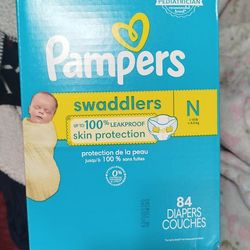 PEDIATRICIAN
Pampers
swaddlers
N
UP TO 100% LEAKPROOF
skin protection
protection de la peau
jusqu'à 100 % sans fuites
0%
84
DIAPERS
COUCHES